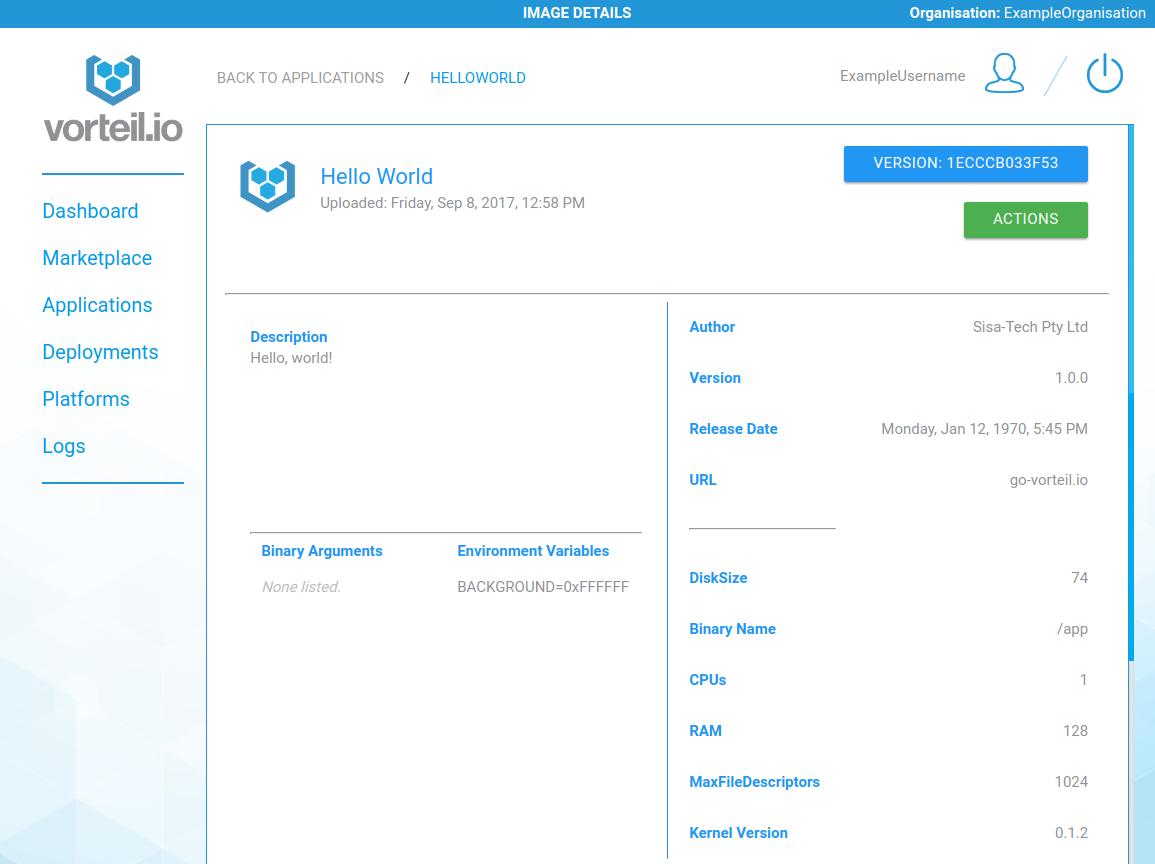 IMAGE DETAILS
Organisation: ExampleOrganisation
vorteil.io
BACK TO APPLICATIONS / HELLOWORLD
ExampleUsername
Dashboard
Marketplace
Applications
Deployments
Platforms
Logs
Hello World
Uploaded: Friday, Sep 8, 2017, 12:58 PM
VERSION: 1ECCCB033F53
ACTIONS
Description
Hello, world!
Binary Arguments
None listed.
Environment Variables
BACKGROUND=0xFFFFFF
Author Sisa-Tech Pty Ltd
Version 1.0.0
Release Date Monday, Jan 12, 1970, 5:45 PM
URL go-vorteil.io
DiskSize 74
Binary Name /app
CPUs 1
RAM 128
MaxFileDescriptors 1024
Kernel Version 0.1.2